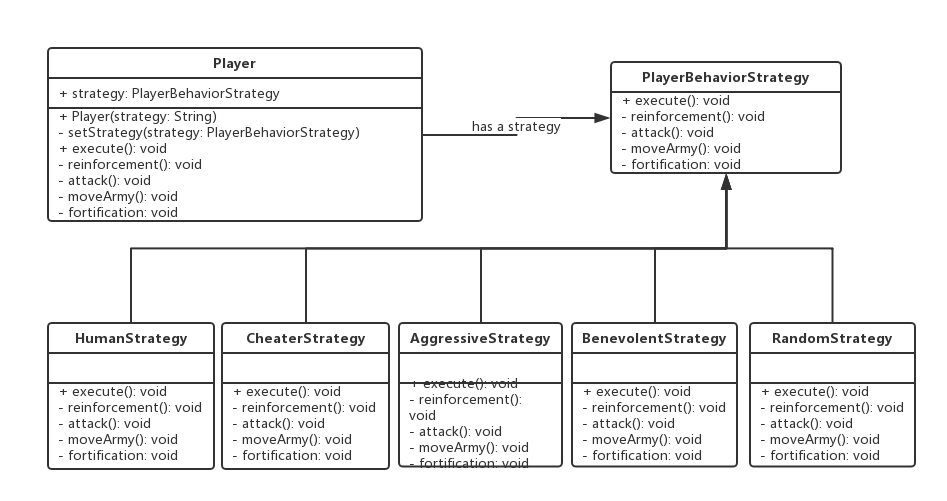 Player
+ strategy: PlayerBehaviorStrategy
+ Player(strategy: String)
- setStrategy(strategy: PlayerBehaviorStrategy)
+ execute(): void
- reinforcement(): void
- attack(): void
- moveArmy(): void
- fortification: void
has a strategy
PlayerBehaviorStrategy
+ execute(): void
- reinforcement(): void
- attack(): void
- moveArmy(): void
- fortification: void
HumanStrategy
+ execute(): void
- reinforcement(): void
- attack(): void
- moveArmy(): void
- fortification: void
CheaterStrategy
+ execute(): void
- reinforcement(): void
- attack(): void
- moveArmy(): void
- fortification: void
AggressiveStrategy
+ execute(): void
- reinforcement():
void
- attack(): void
- moveArmy(): void
- fortification: void
BenevolentStrategy
+ execute(): void
- reinforcement(): void
- attack(): void
- moveArmy(): void
- fortification: void
RandomStrategy
+ execute(): void
- reinforcement(): void
- attack(): void
- moveArmy(): void
- fortification: void